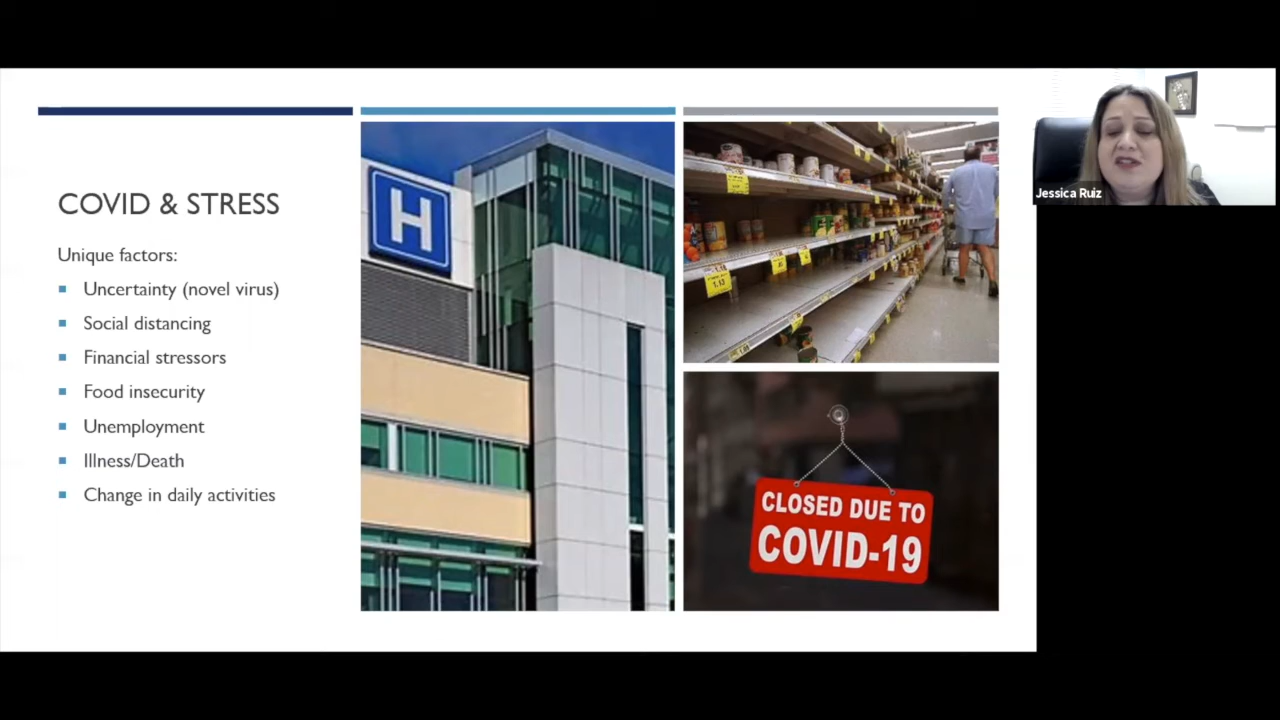 COVID & STRESS
Unique factors:
Uncertainty (novel virus)
Social distancing
Financial stressors
Food insecurity
Unemployment
Illness/Death
Change in daily activities
H
CLOSED DUE TO
COVID-19
Jessica Ruiz